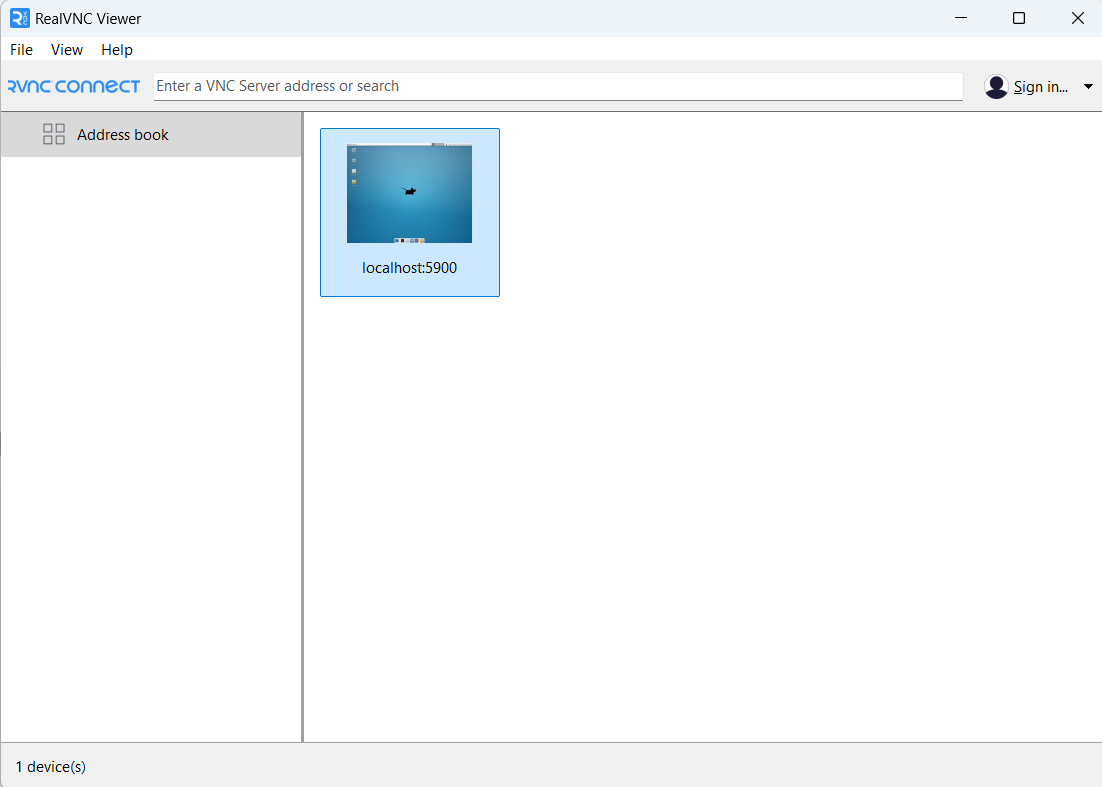 RealVNC Viewer
File View Help
RVNC CONNECT Enter a VNC Server address or search Sign in...
Address book
localhost:5900
1 device(s)